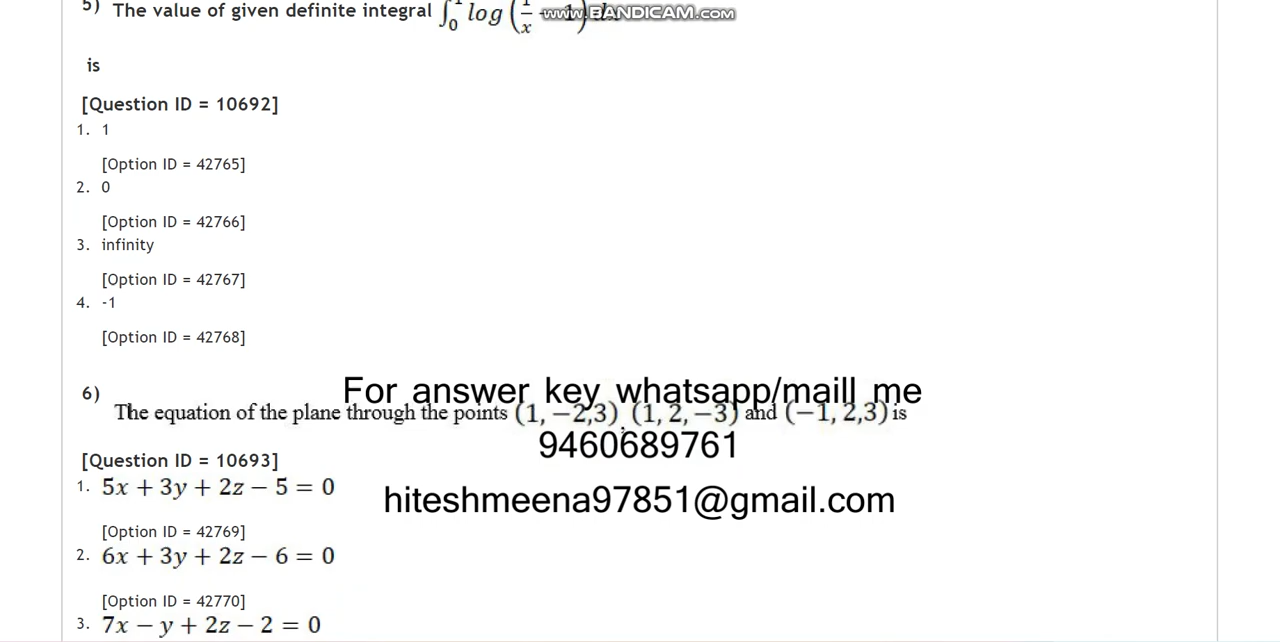 5) The value of given definite integral ∫₀¹ log (1/x − 1) dx
www.BANDICAM.com
is
[Question ID = 10692]
1. 1
[Option ID = 42765]
2. 0
[Option ID = 42766]
3. infinity
[Option ID = 42767]
4. -1
[Option ID = 42768]
For answer key whatsapp/maill me
6)
The equation of the plane through the points (1, −2,3), (1, 2, −3) and (−1, 2,3) is
9460689761
[Question ID = 10693]
1. 5x + 3y + 2z − 5 = 0
hiteshmeena97851@gmail.com
[Option ID = 42769]
2. 6x + 3y + 2z − 6 = 0
[Option ID = 42770]
3. 7x − y + 2z − 2 = 0